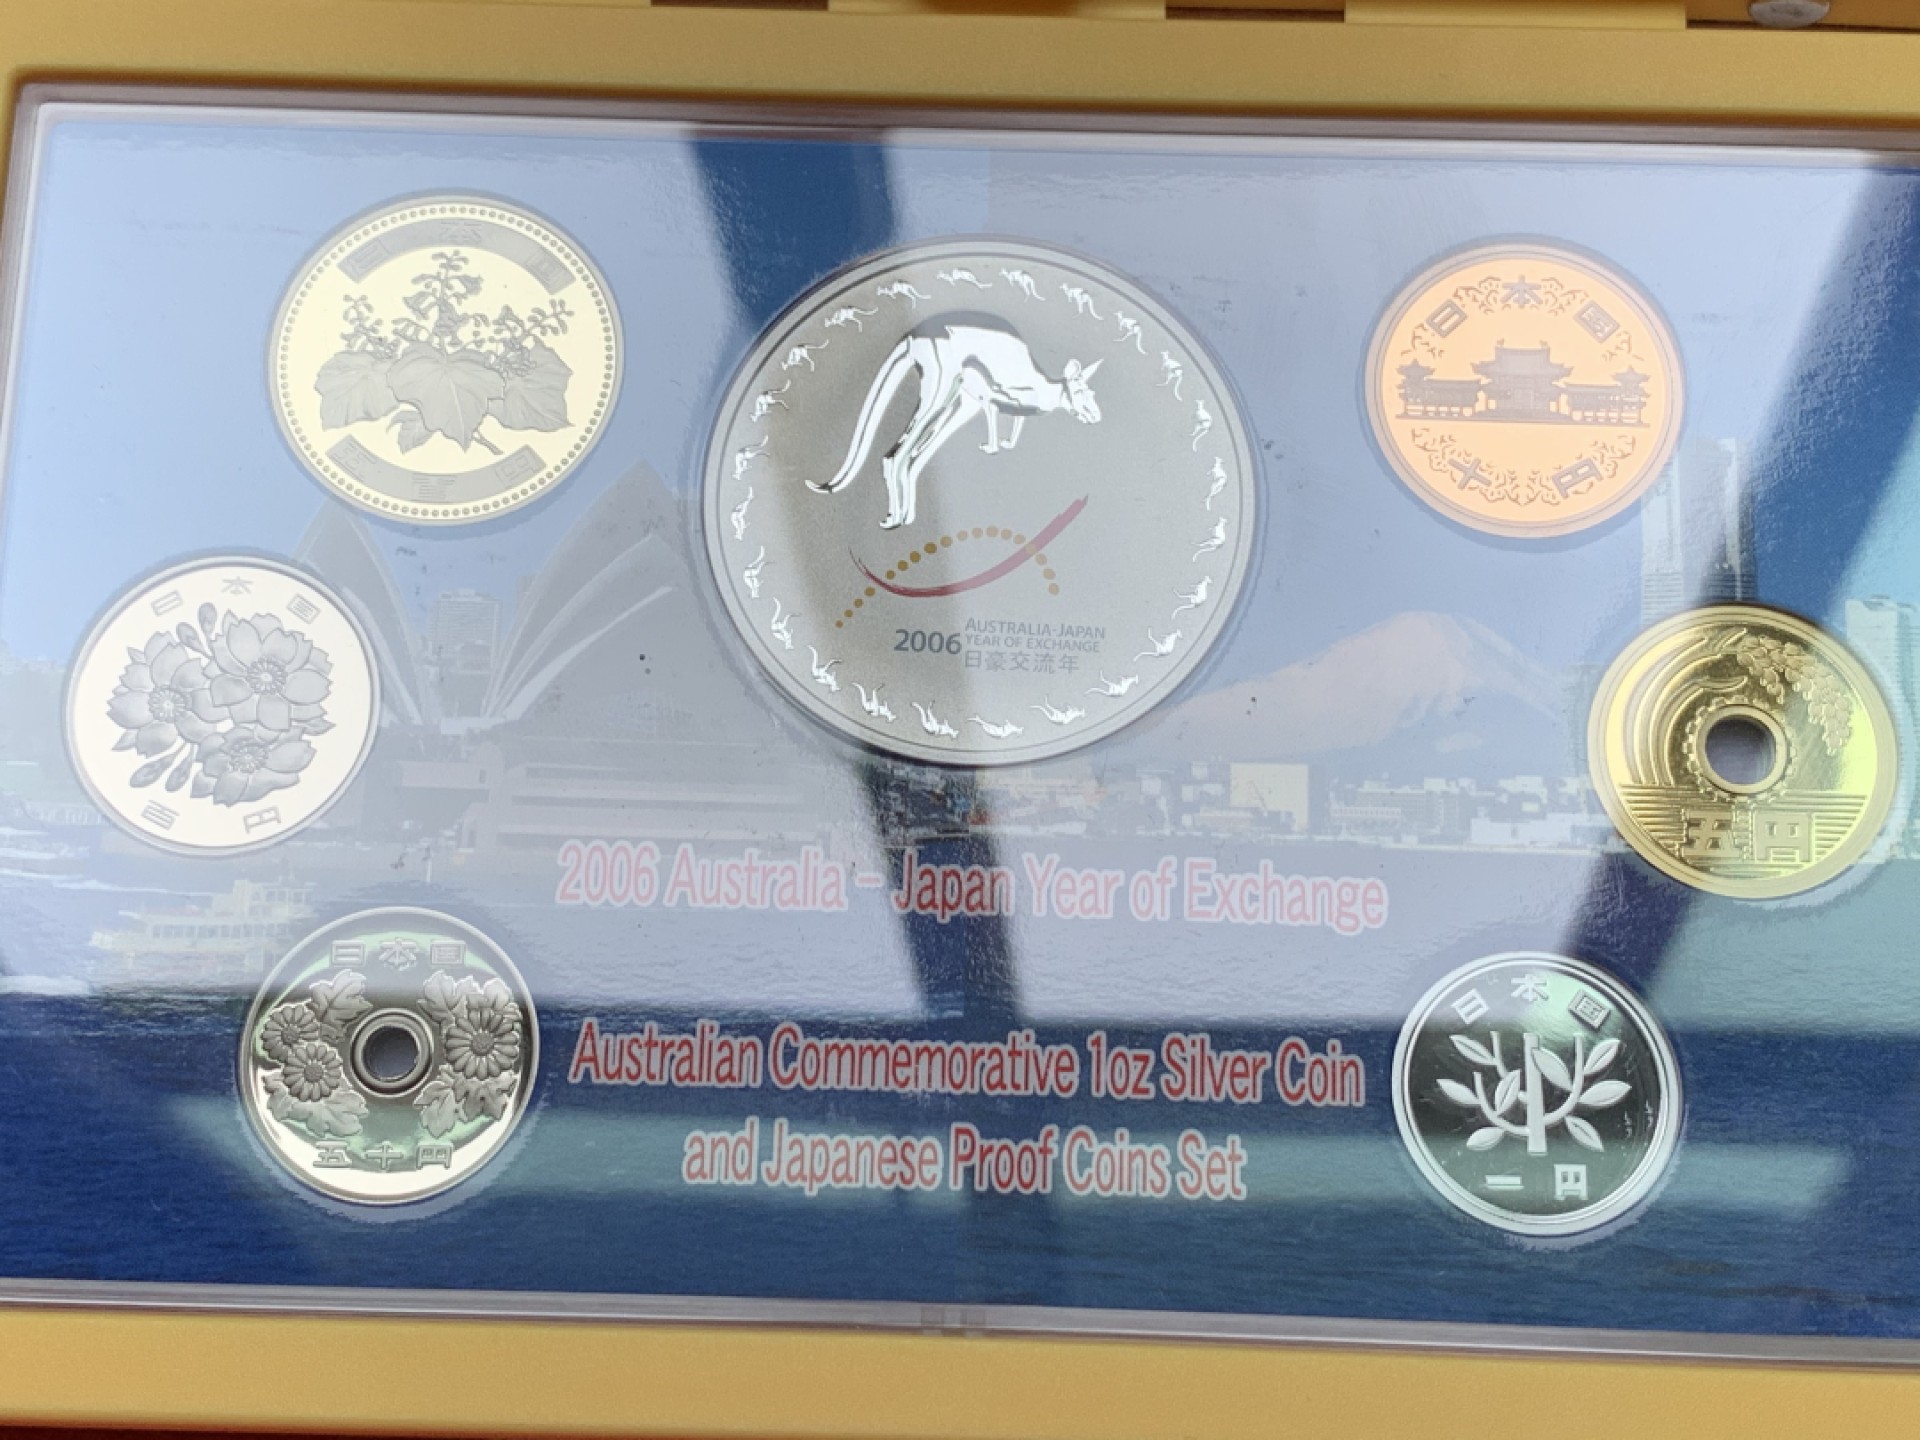 日本国
五百円
日本国
百円
日本国
五十円
2006 AUSTRALIA-JAPAN
YEAR OF EXCHANGE
日豪交流年
日本国
十円
五円
日本国
一円
2006 Australia – Japan Year of Exchange
Australian Commemorative 1oz Silver Coin
and Japanese Proof Coins Set